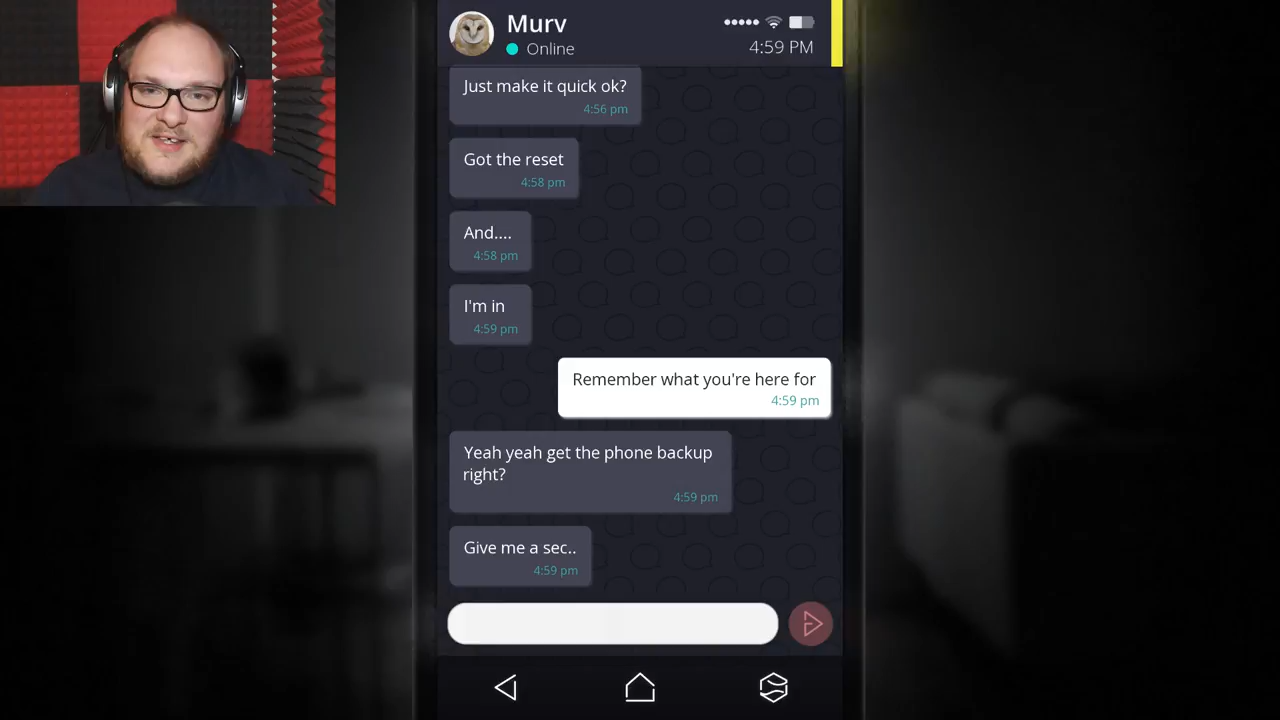 Murv
Online
4:59 PM
Just make it quick ok?
4:56 pm
Got the reset
4:58 pm
And....
4:58 pm
I'm in
4:59 pm
Remember what you're here for
4:59 pm
Yeah yeah get the phone backup
right?
4:59 pm
Give me a sec..
4:59 pm